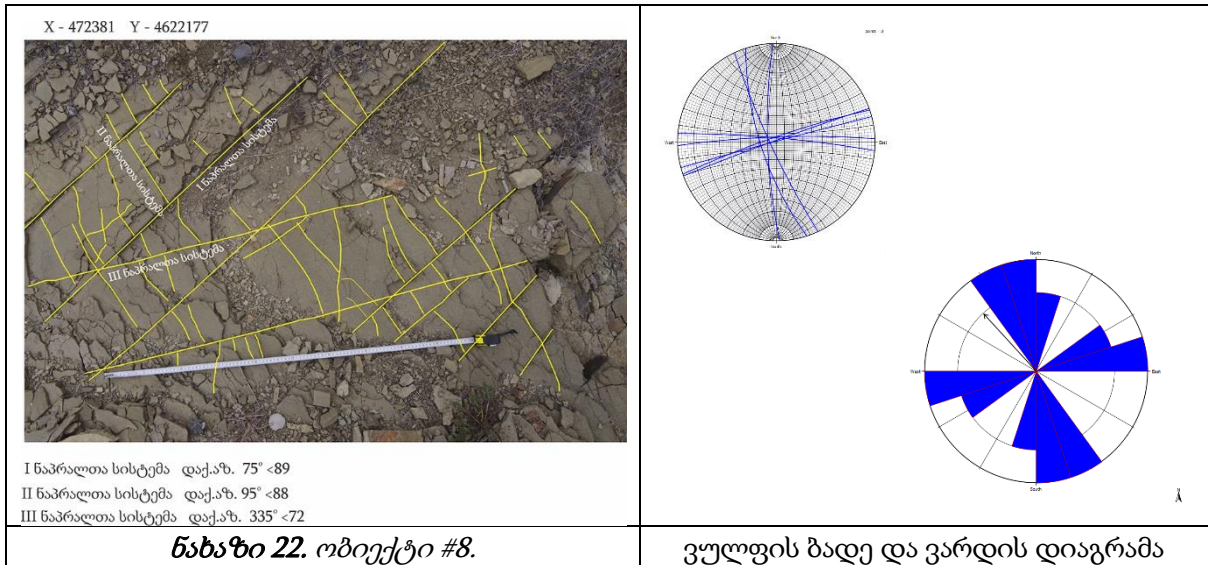 X - 472381 Y - 4622177
II ნაპრალთა სისტემა
I ნაპრალთა სისტემა
III ნაპრალთა სისტემა
I ნაპრალთა სისტემა დაქ.აზ. 75° <89
II ნაპრალთა სისტემა დაქ.აზ. 95° <88
III ნაპრალთა სისტემა დაქ.აზ. 335° <72
ნახაზი 22. ობიექტი #8.
North
West
East
North
West
East
South
N
ვულფის ბადე და ვარდის დიაგრამა